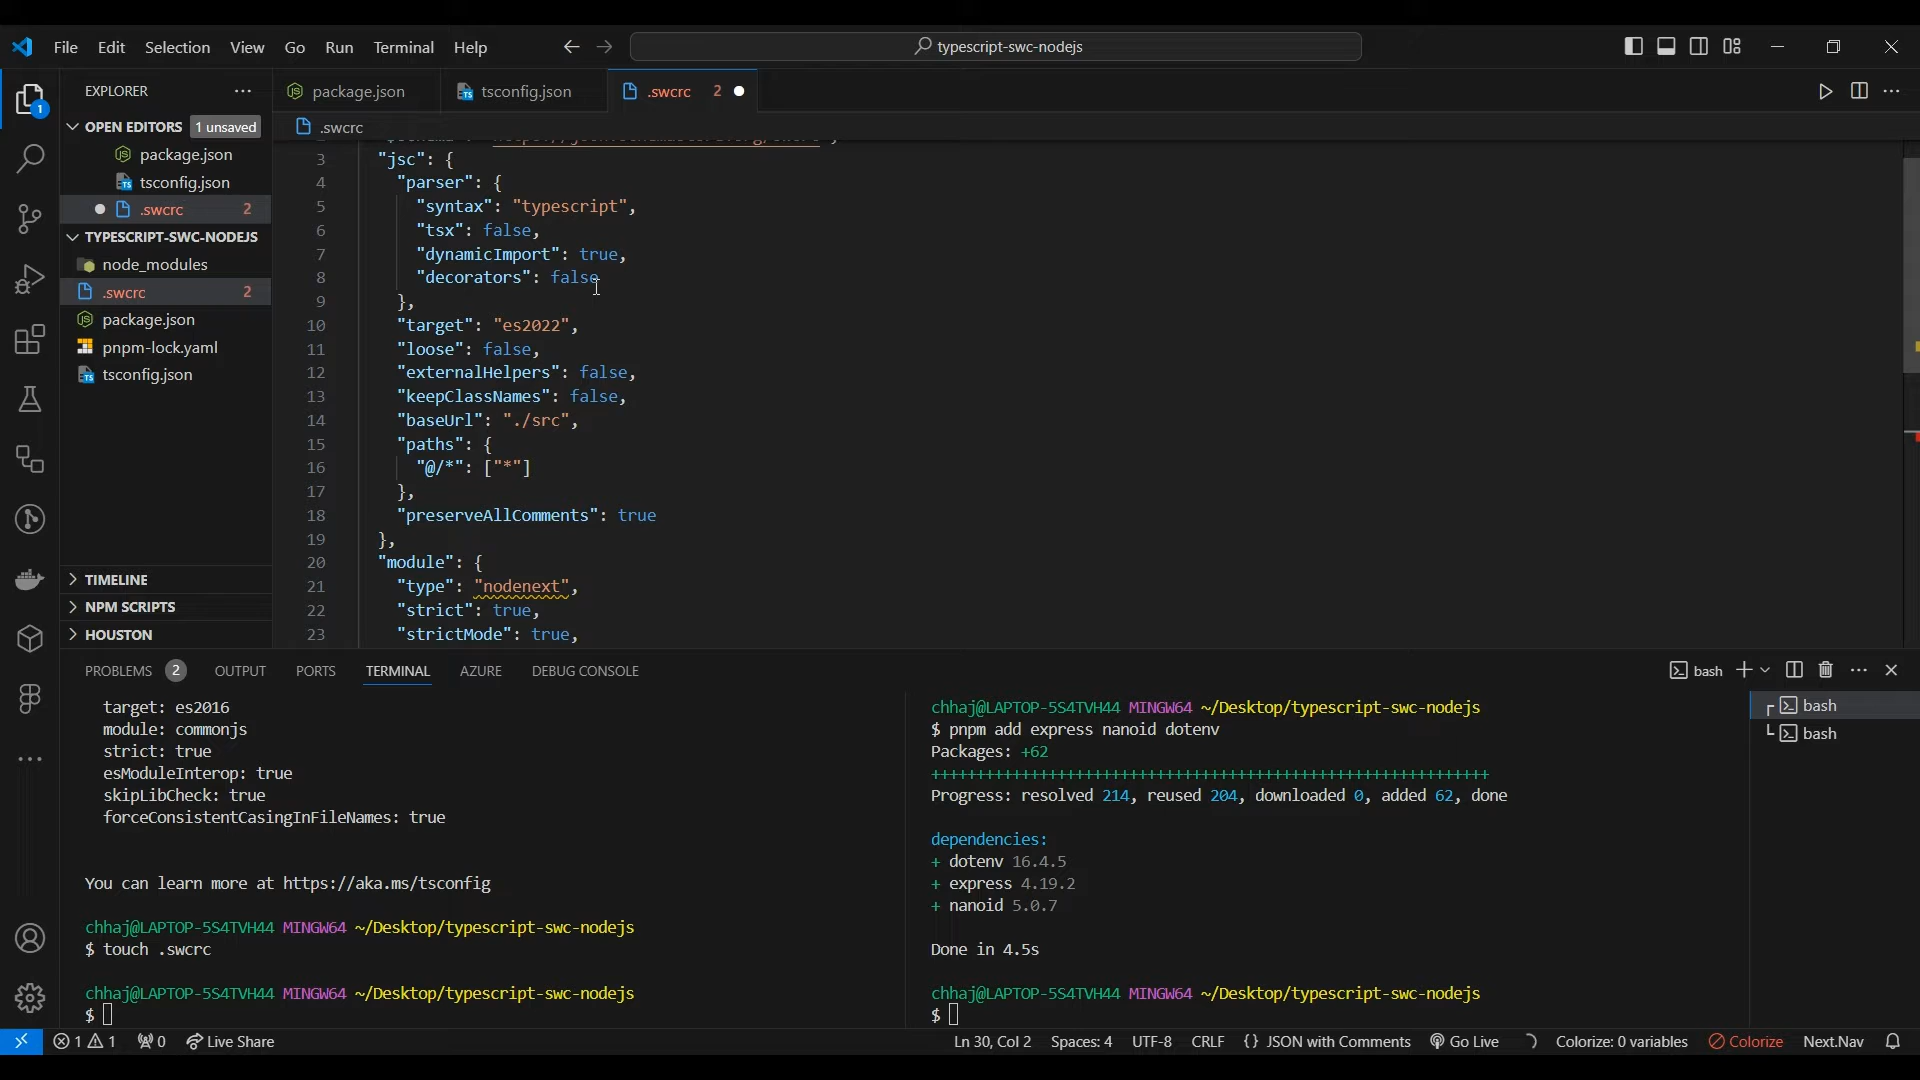 File Edit Selection View Go Run Terminal Help
typescript-swc-nodejs
EXPLORER
OPEN EDITORS 1 unsaved
package.json
tsconfig.json
.swcrc 2
TYPESCRIPT-SWC-NODEJS
node_modules
.swcrc 2
package.json
pnpm-lock.yaml
tsconfig.json
TIMELINE
NPM SCRIPTS
HOUSTON
1
package.json tsconfig.json .swcrc 2
.swcrc
3 "jsc": {
4 "parser": {
5 "syntax": "typescript",
6 "tsx": false,
7 "dynamicImport": true,
8 "decorators": false
9 },
10 "target": "es2022",
11 "loose": false,
12 "externalHelpers": false,
13 "keepClassNames": false,
14 "baseUrl": "./src",
15 "paths": {
16 "@/*": ["*"]
17 },
18 "preserveAllComments": true
19 },
20 "module": {
21 "type": "nodenext",
22 "strict": true,
23 "strictMode": true,
PROBLEMS 2 OUTPUT PORTS TERMINAL AZURE DEBUG CONSOLE
bash
target: es2016
module: commonjs
strict: true
esModuleInterop: true
skipLibCheck: true
forceConsistentCasingInFileNames: true
You can learn more at https://aka.ms/tsconfig
chhaj@LAPTOP-5S4TVH44 MINGW64 ~/Desktop/typescript-swc-nodejs
$ touch .swcrc
chhaj@LAPTOP-5S4TVH44 MINGW64 ~/Desktop/typescript-swc-nodejs
$
chhaj@LAPTOP-5S4TVH44 MINGW64 ~/Desktop/typescript-swc-nodejs
$ pnpm add express nanoid dotenv
Packages: +62
++++++++++++++++++++++++++++++++++++++++++++++++++++++++++++++
Progress: resolved 214, reused 204, downloaded 0, added 62, done
dependencies:
+ dotenv 16.4.5
+ express 4.19.2
+ nanoid 5.0.7
Done in 4.5s
chhaj@LAPTOP-5S4TVH44 MINGW64 ~/Desktop/typescript-swc-nodejs
$
bash
bash
1 1 0 Live Share Ln 30, Col 2 Spaces: 4 UTF-8 CRLF {} JSON with Comments Go Live Colorize: 0 variables Colorize Next.Nav